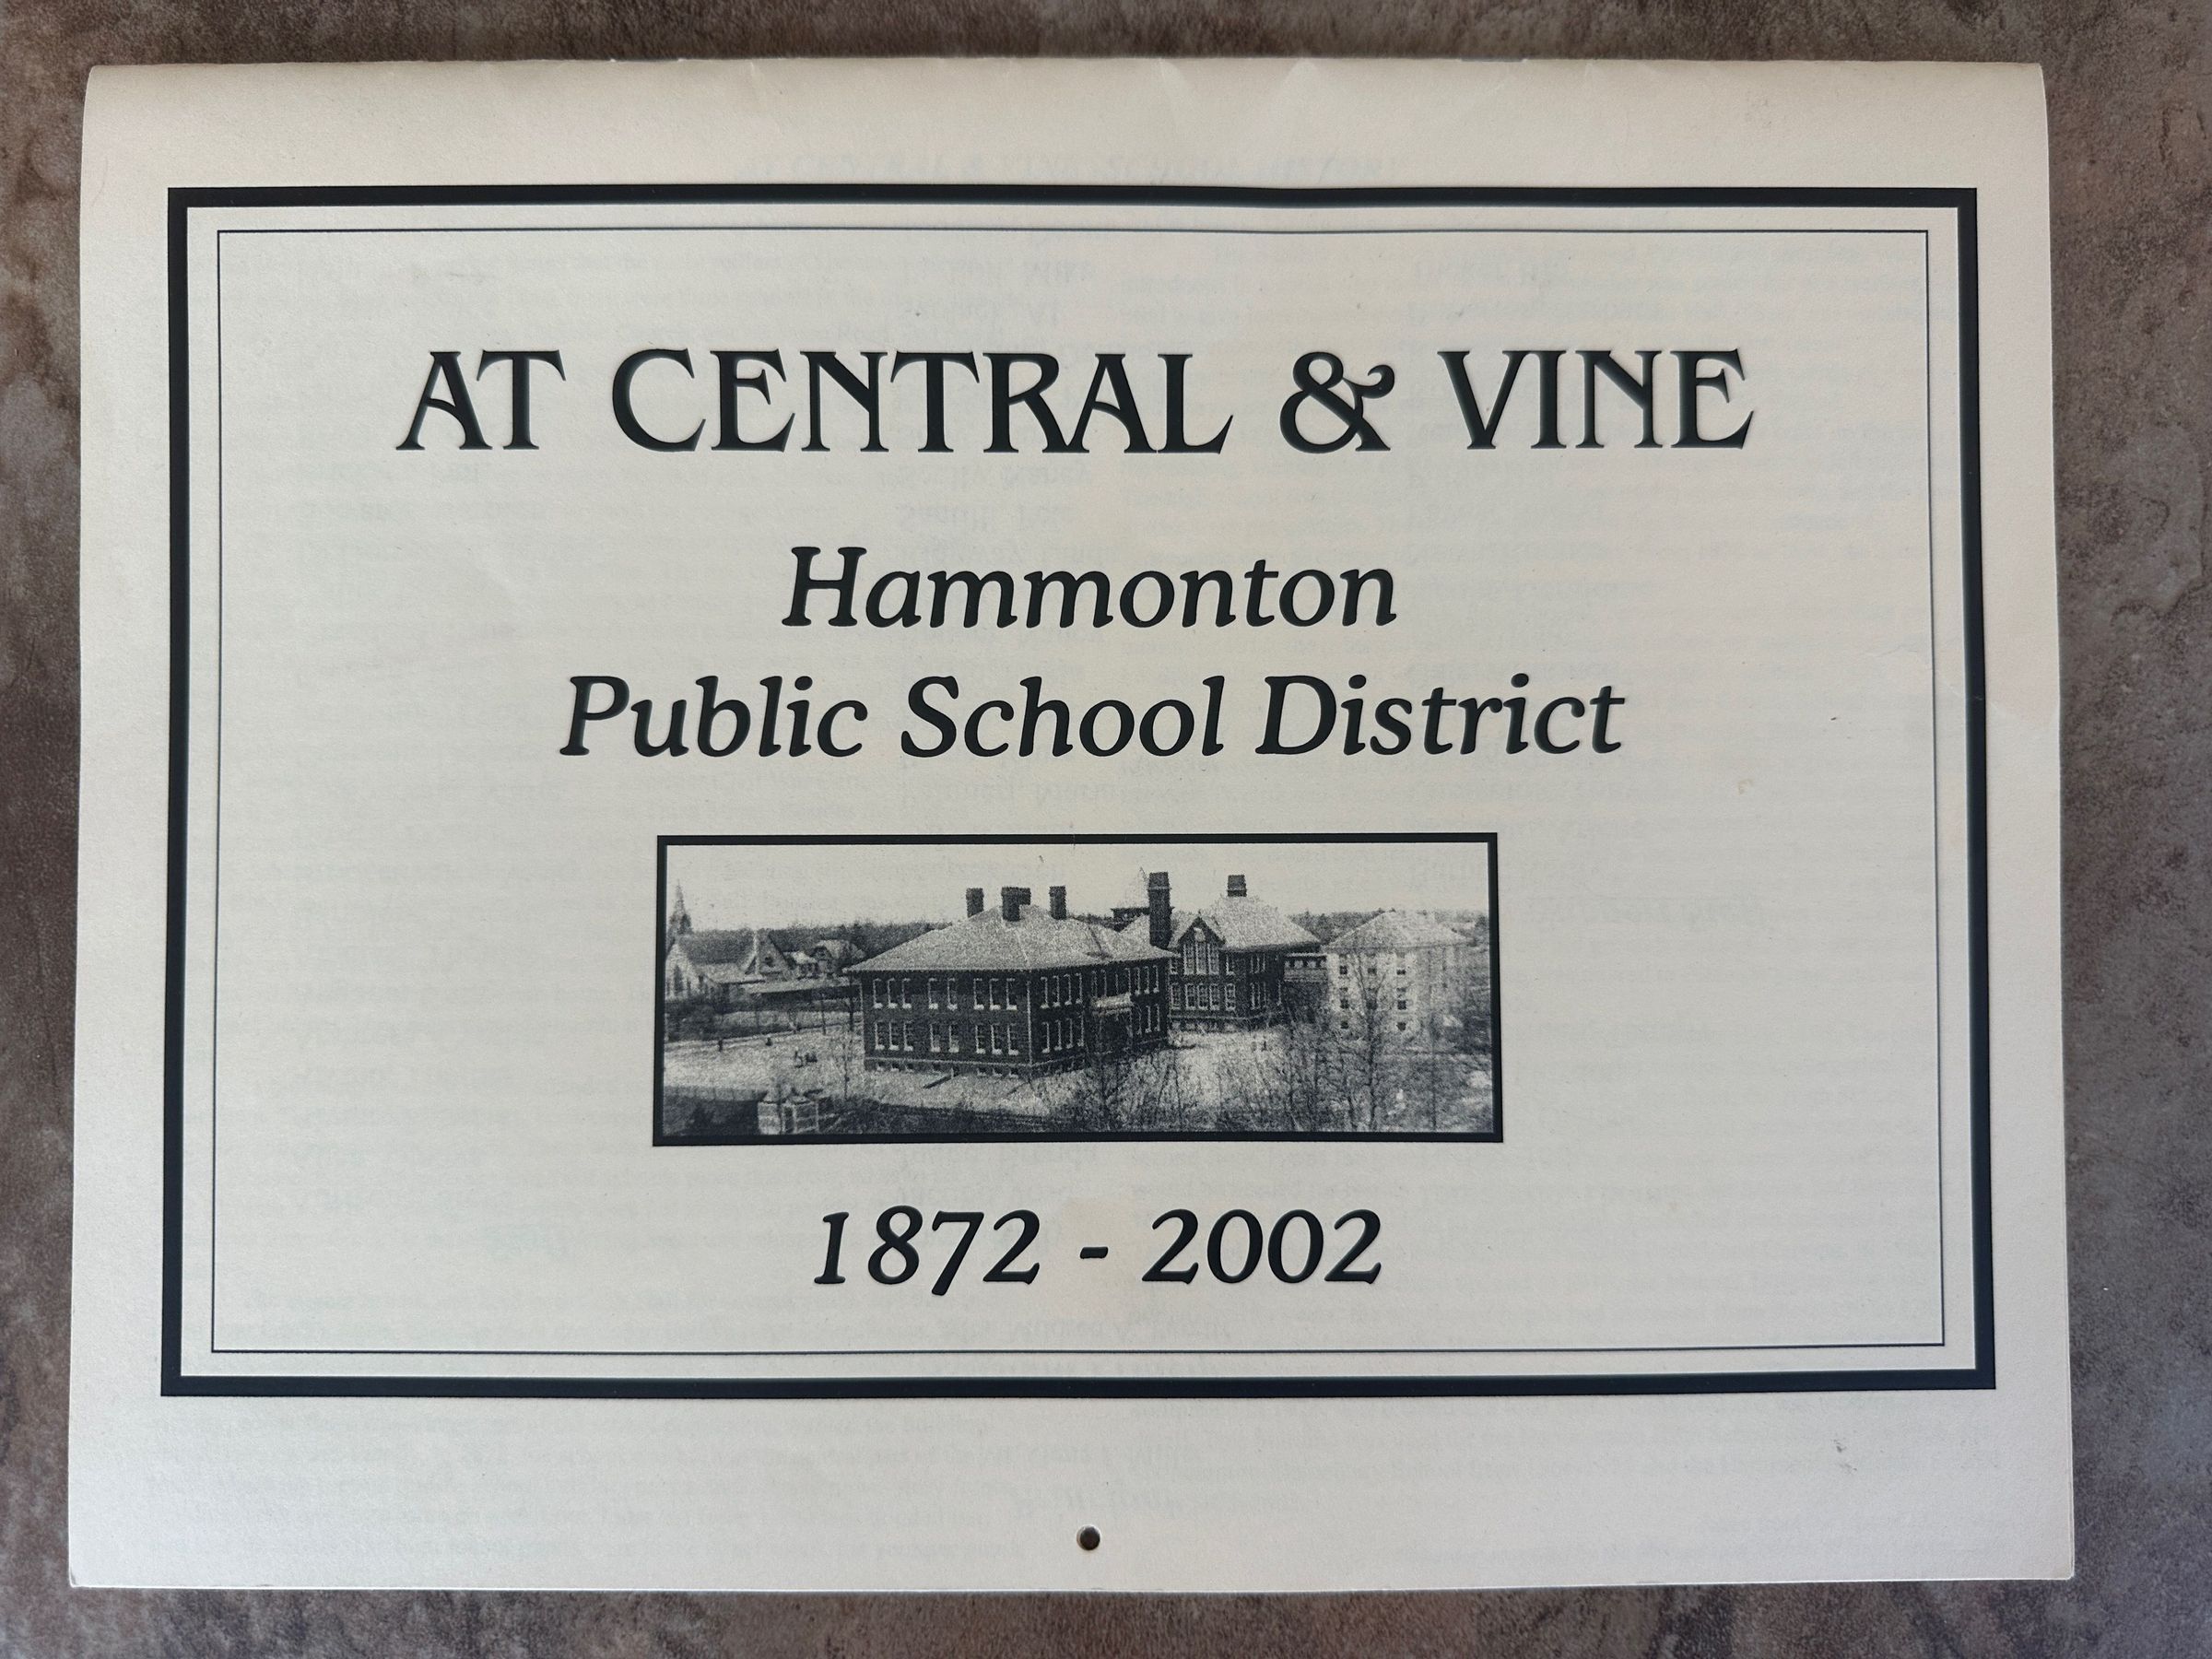 AT CENTRAL & VINE
Hammonton
Public School District
1872 - 2002